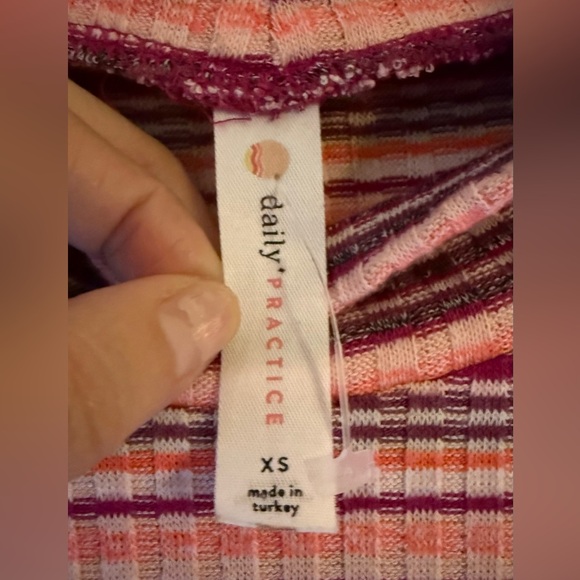 daily
PRACTICE
XS
made in
turkey